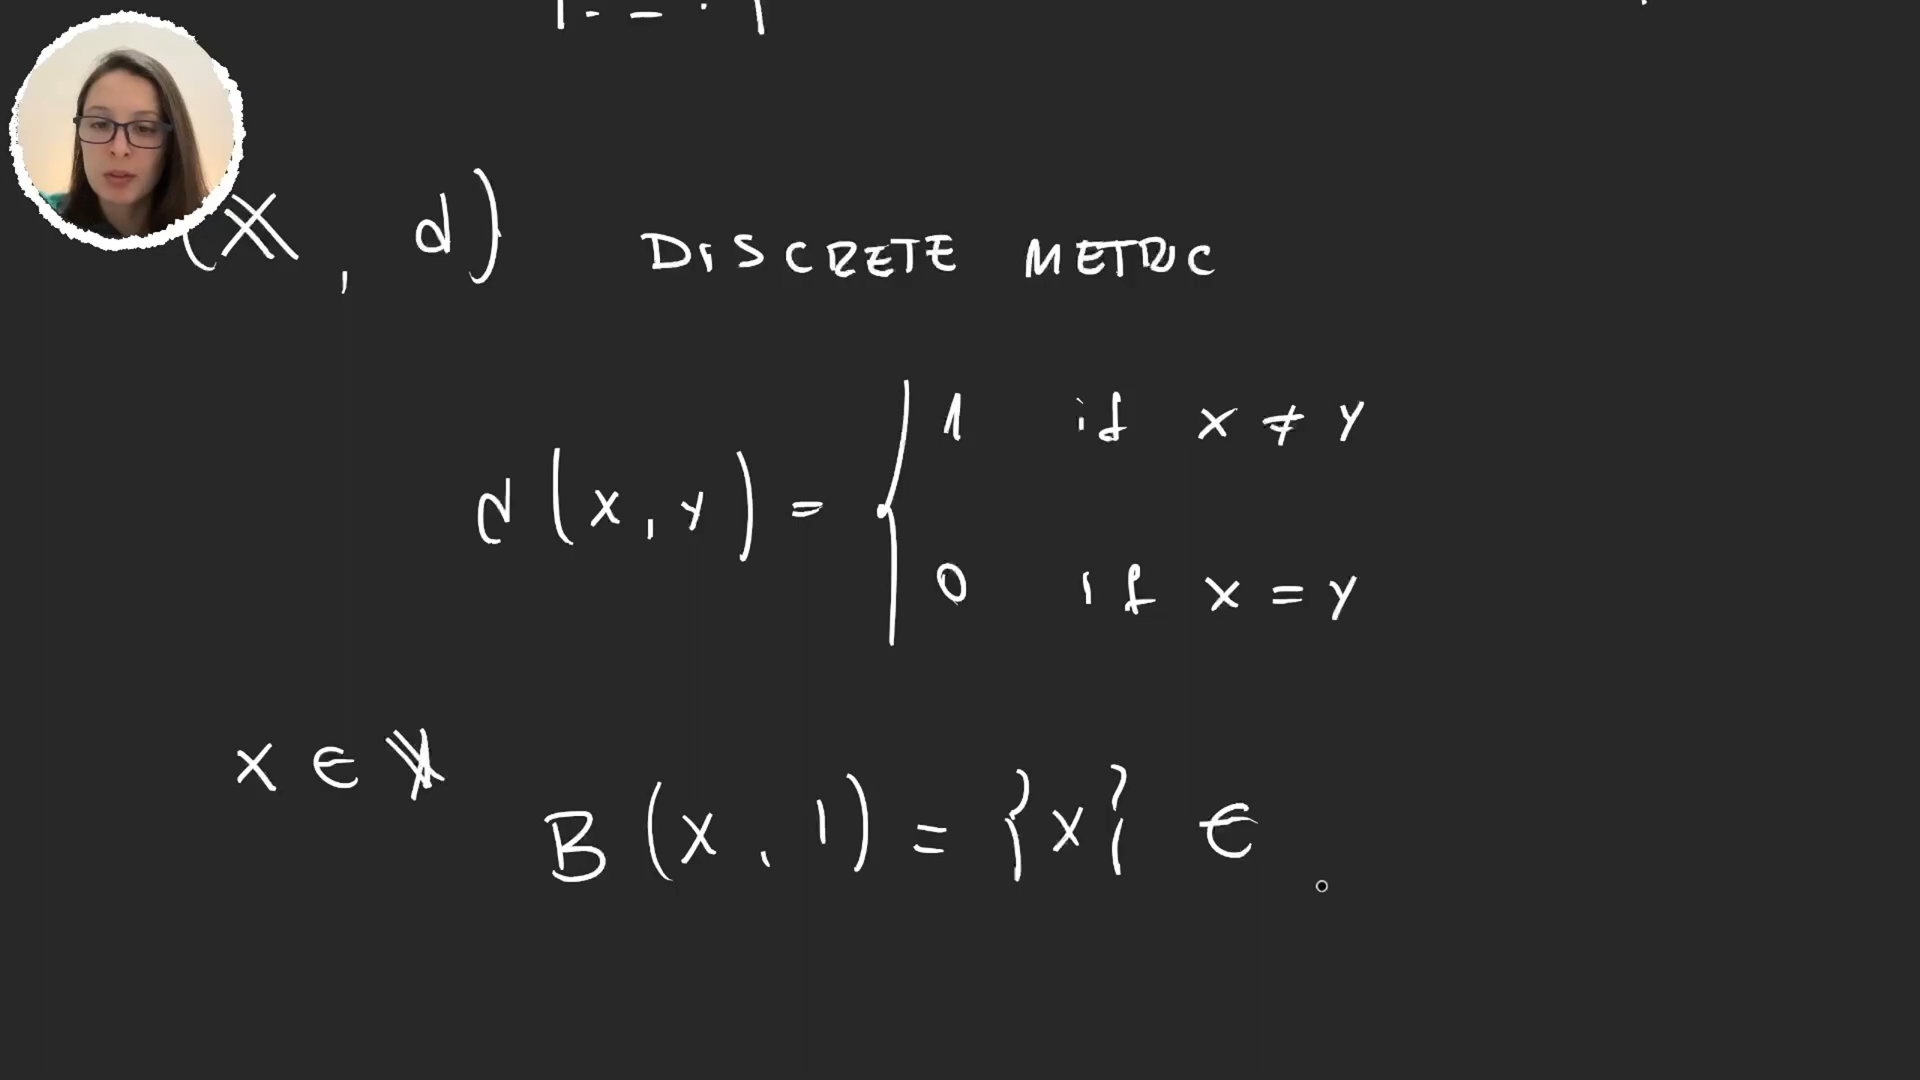 (X, d) DISCRETE METRIC
d(x, y) = { 1 if x ≠ y
0 if x = y
x ∈ X
B(x, 1) = {x} ∈